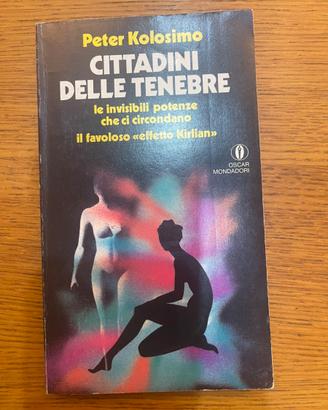 Peter Kolosimo
CITTADINI
DELLE TENEBRE
le invisibili potenze
che ci circondano
il favoloso «effetto Kirlian»
OSCAR
MONDADORI